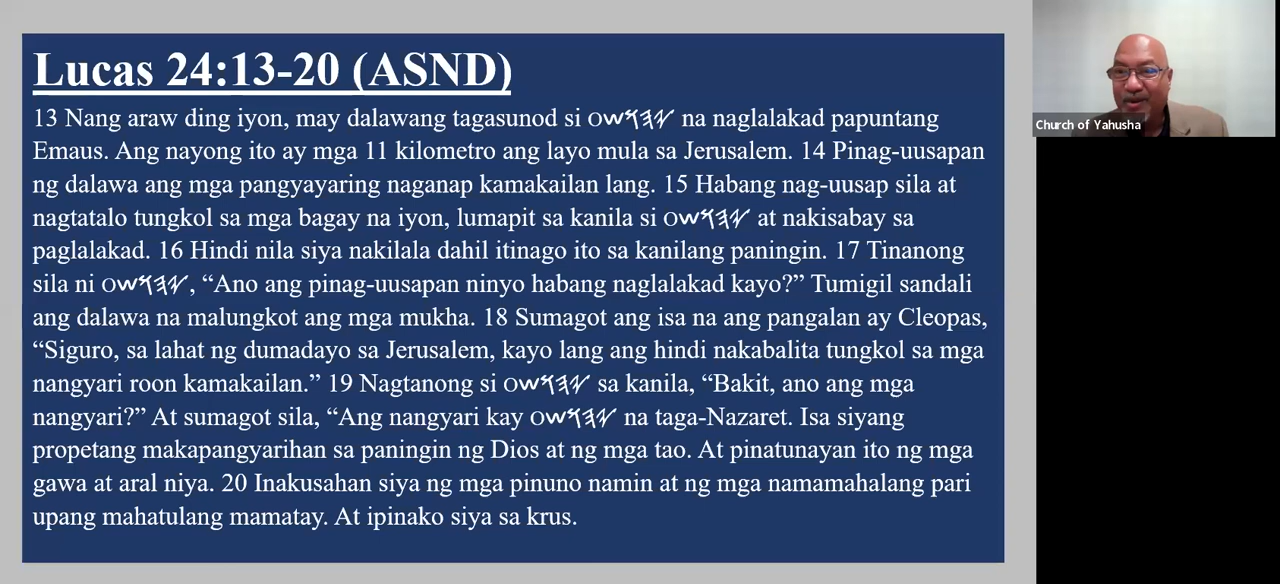 Lucas 24:13-20 (ASND)
13 Nang araw ding iyon, may dalawang tagasunod si 𐤉𐤄𐤅𐤔𐤏 na naglalakad papuntang
Emaus. Ang nayong ito ay mga 11 kilometro ang layo mula sa Jerusalem. 14 Pinag-uusapan
ng dalawa ang mga pangyayaring naganap kamakailan lang. 15 Habang nag-uusap sila at
nagtatalo tungkol sa mga bagay na iyon, lumapit sa kanila si 𐤉𐤄𐤅𐤔𐤏 at nakisabay sa
paglalakad. 16 Hindi nila siya nakilala dahil itinago ito sa kanilang paningin. 17 Tinanong
sila ni 𐤉𐤄𐤅𐤔𐤏, “Ano ang pinag-uusapan ninyo habang naglalakad kayo?” Tumigil sandali
ang dalawa na malungkot ang mga mukha. 18 Sumagot ang isa na ang pangalan ay Cleopas,
“Siguro, sa lahat ng dumadayo sa Jerusalem, kayo lang ang hindi nakabalita tungkol sa mga
nangyari roon kamakailan.” 19 Nagtanong si 𐤉𐤄𐤅𐤔𐤏 sa kanila, “Bakit, ano ang mga
nangyari?” At sumagot sila, “Ang nangyari kay 𐤉𐤄𐤅𐤔𐤏 na taga-Nazaret. Isa siyang
propetang makapangyarihan sa paningin ng Dios at ng mga tao. At pinatunayan ito ng mga
gawa at aral niya. 20 Inakusahan siya ng mga pinuno namin at ng mga namamahalang pari
upang mahatulang mamatay. At ipinako siya sa krus.
Church of Yahusha